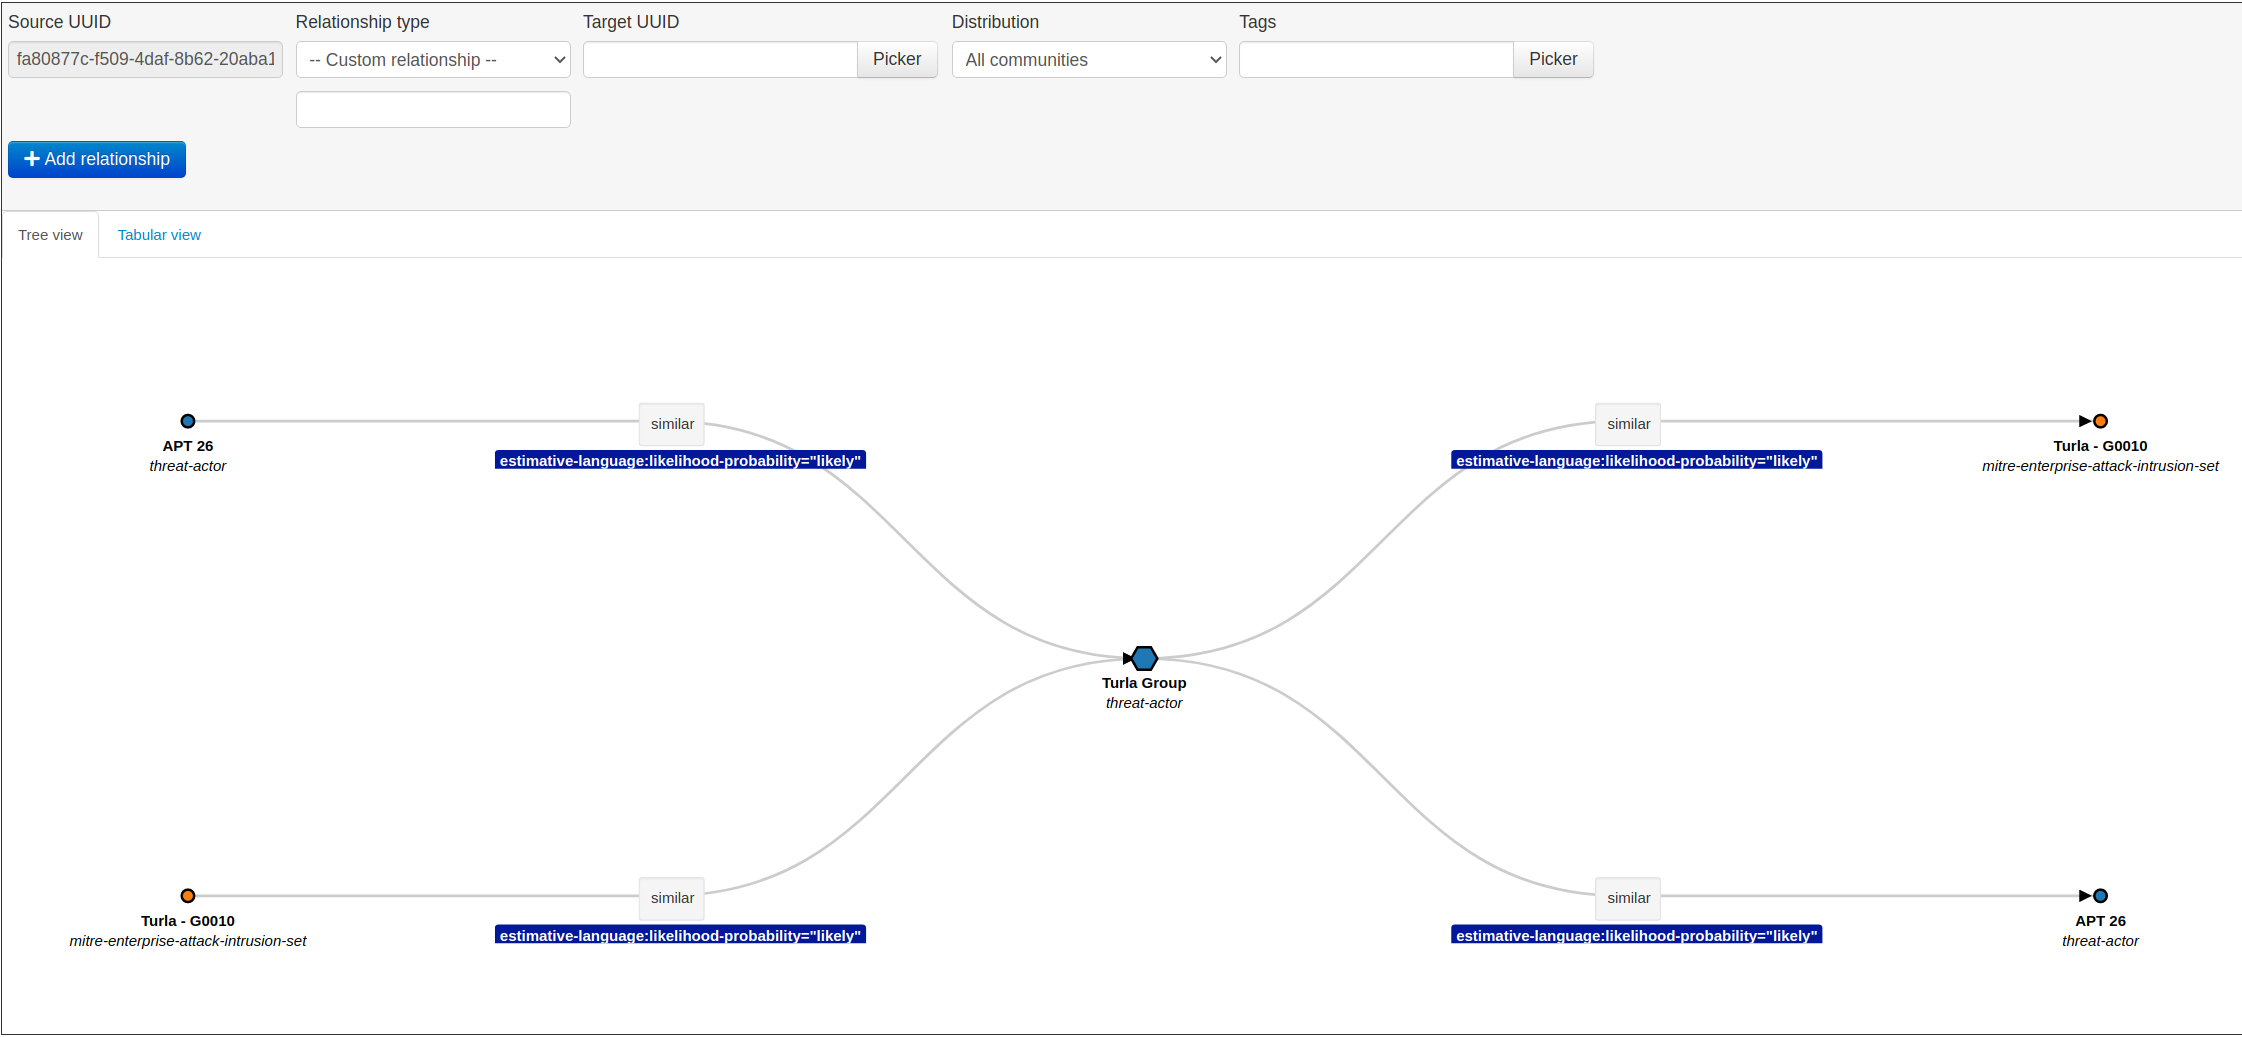 Source UUID
Relationship type
Target UUID
Distribution
Tags
fa80877c-f509-4daf-8b62-20aba1
-- Custom relationship --
Picker
All communities
Picker
Add relationship
Tree view
Tabular view
similar
similar
APT 26
threat-actor
estimative-language:likelihood-probability="likely"
estimative-language:likelihood-probability="likely"
Turla - G0010
mitre-enterprise-attack-intrusion-set
Turla Group
threat-actor
similar
similar
Turla - G0010
mitre-enterprise-attack-intrusion-set
estimative-language:likelihood-probability="likely"
estimative-language:likelihood-probability="likely"
APT 26
threat-actor